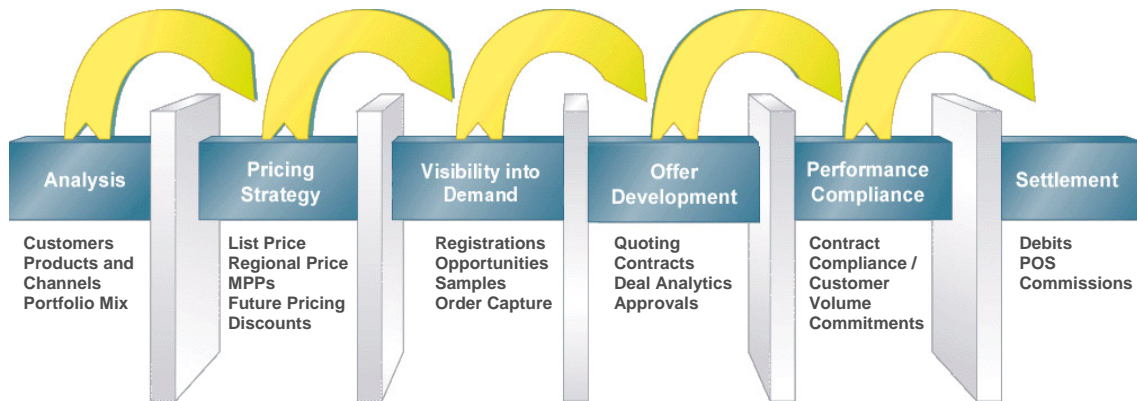 Analysis
Customers
Products and
Channels
Portfolio Mix
Pricing
Strategy
List Price
Regional Price
MPPs
Future Pricing
Discounts
Visibility into
Demand
Registrations
Opportunities
Samples
Order Capture
Offer
Development
Quoting
Contracts
Deal Analytics
Approvals
Performance
Compliance
Contract
Compliance /
Customer
Volume
Commitments
Settlement
Debits
POS
Commissions